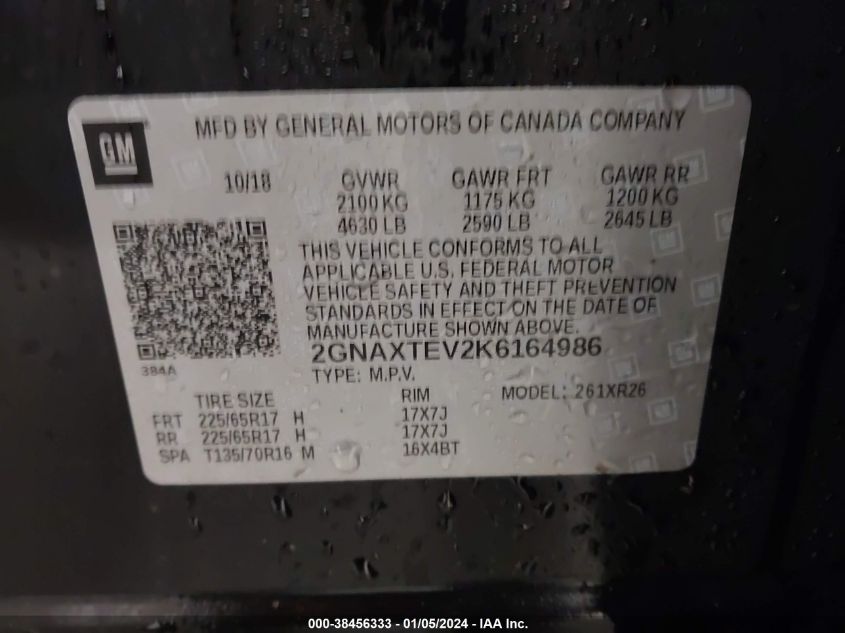 GM
MFD BY GENERAL MOTORS OF CANADA COMPANY
10/18 GVWR GAWR FRT GAWR RR
2100 KG 1175 KG 1200 KG
4630 LB 2590 LB 2645 LB
THIS VEHICLE CONFORMS TO ALL
APPLICABLE U.S. FEDERAL MOTOR
VEHICLE SAFETY AND THEFT PREVENTION
STANDARDS IN EFFECT ON THE DATE OF
MANUFACTURE SHOWN ABOVE.
2GNAXTEV2K6164986
384A
TYPE: M.P.V.
TIRE SIZE RIM MODEL: 261XR26
FRT 225/65R17 H 17X7J
RR 225/65R17 H 17X7J
SPA T135/70R16 M 16X4BT
000-38456333 - 01/05/2024 - IAA Inc.